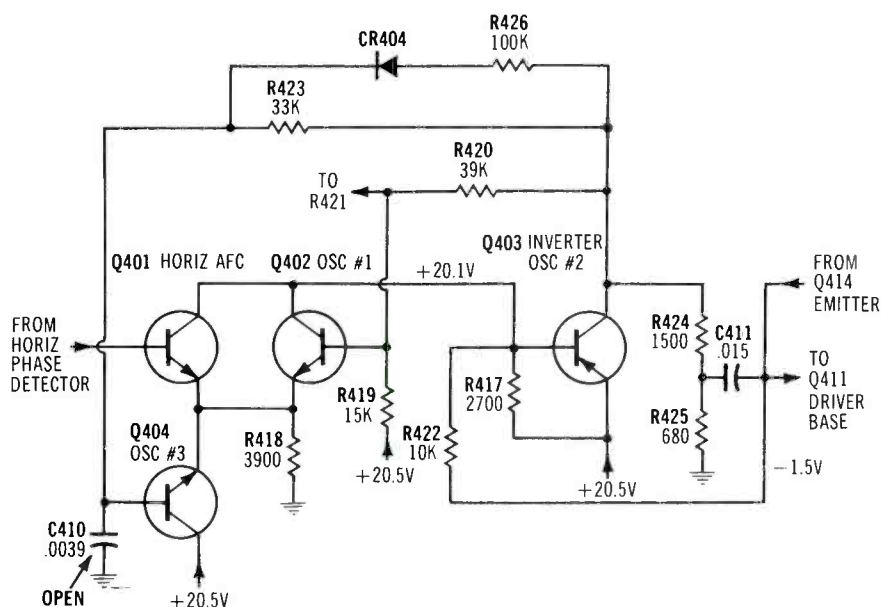 R426
100K
CR404
R423
33K
R420
39K
TO
R421
Q403 INVERTER
OSC #2
Q401 HORIZ AFC
Q402 OSC #1
+20.1V
FROM
Q414
EMITTER
FROM
HORIZ
PHASE
DETECTOR
R424
1500
C411
.015
TO
Q411
DRIVER
BASE
R419
15K
R417
2700
R422
10K
R425
680
Q404
OSC #3
R418
3900
+20.5V
+20.5V
-1.5V
C410
.0039
OPEN
+20.5V